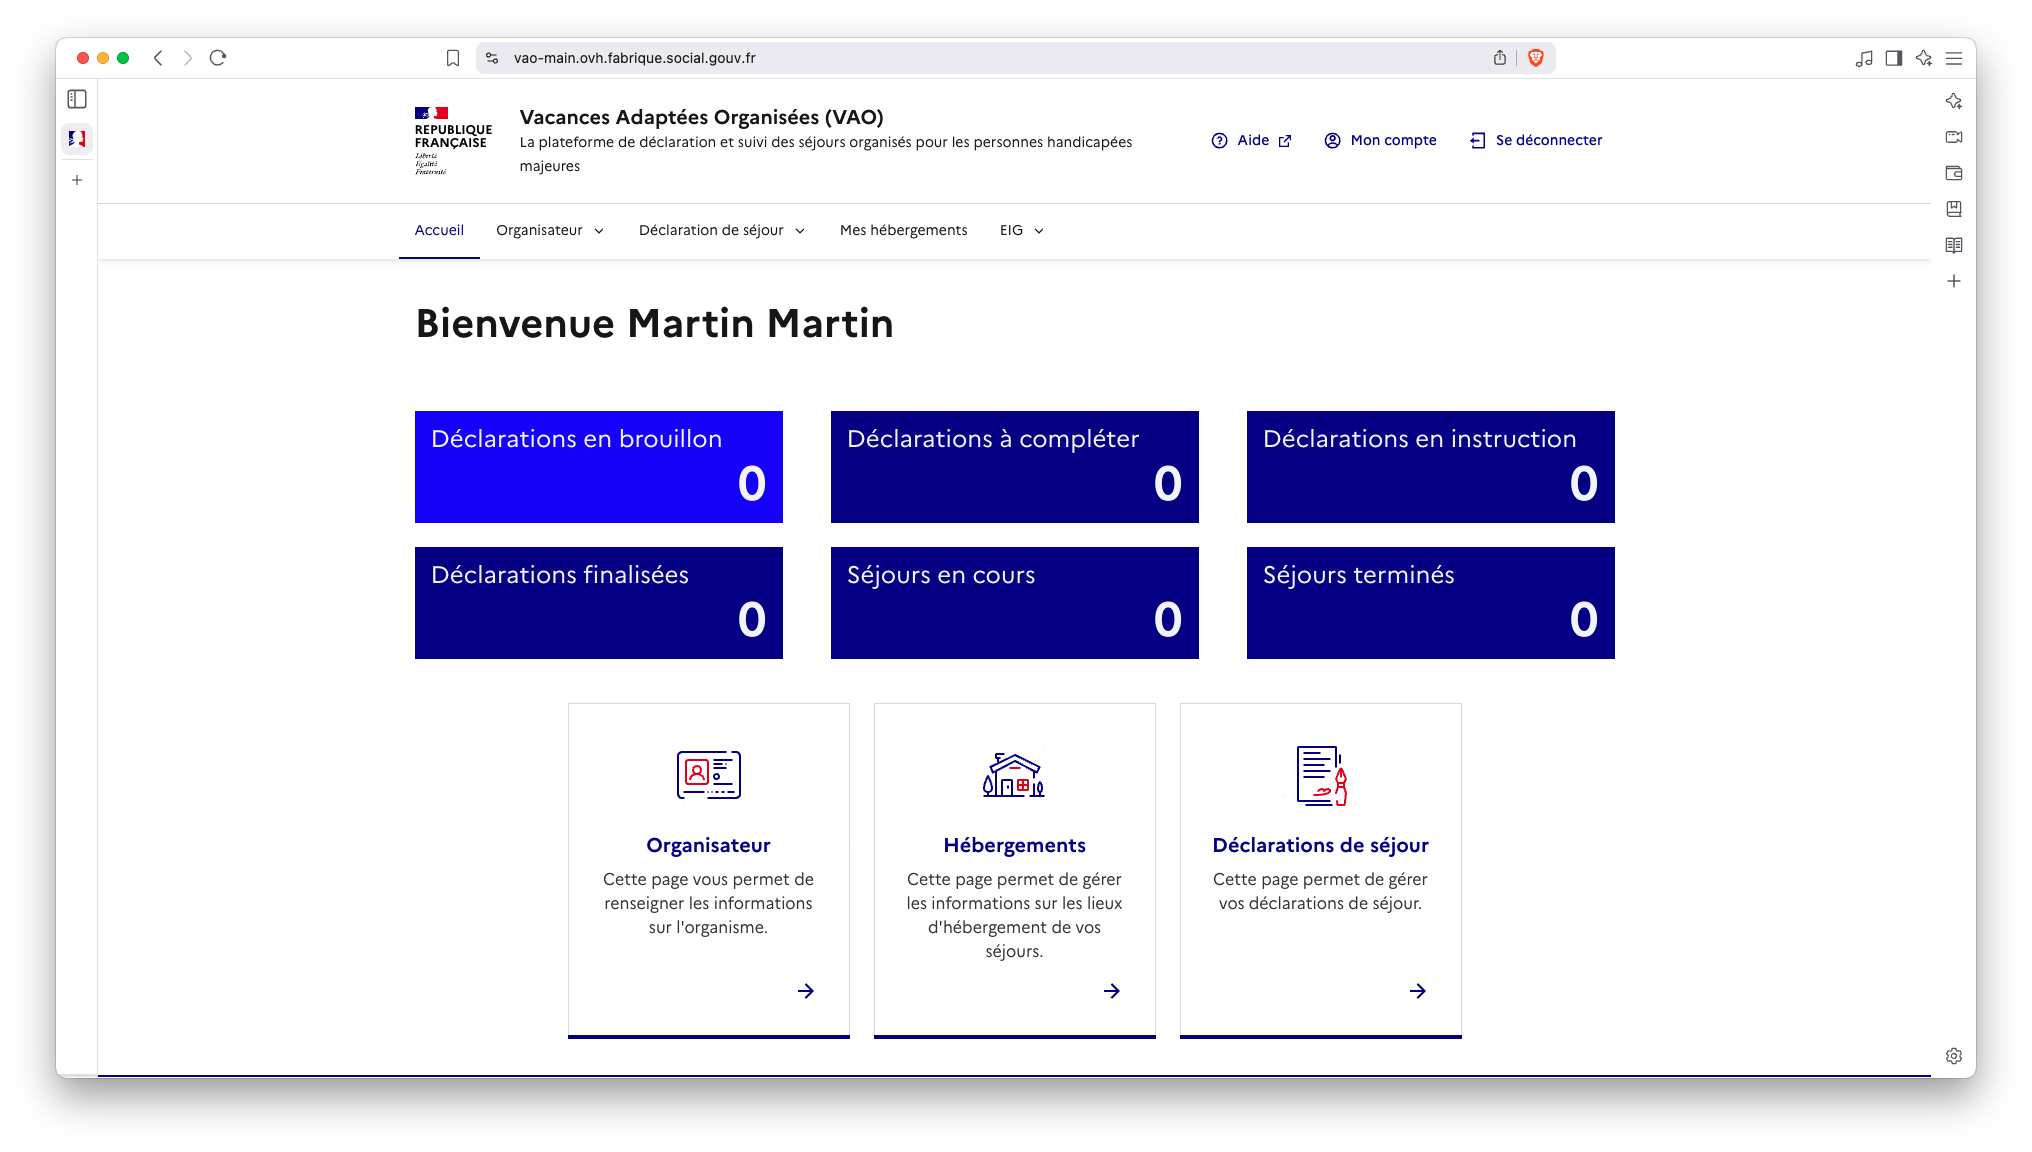 vao-main.ovh.fabrique.social.gouv.fr
REPUBLIQUE
FRANÇAISE
Liberté
Égalité
Fraternité
Vacances Adaptées Organisées (VAO)
La plateforme de déclaration et suivi des séjours organisés pour les personnes handicapées
majeures
Aide
Mon compte
Se déconnecter
Accueil
Organisateur
Déclaration de séjour
Mes hébergements
EIG
Bienvenue Martin Martin
Déclarations en brouillon
0
Déclarations à compléter
0
Déclarations en instruction
0
Déclarations finalisées
0
Séjours en cours
0
Séjours terminés
0
Organisateur
Cette page vous permet de
renseigner les informations
sur l'organisme.
Hébergements
Cette page permet de gérer
les informations sur les lieux
d'hébergement de vos
séjours.
Déclarations de séjour
Cette page permet de gérer
vos déclarations de séjour.